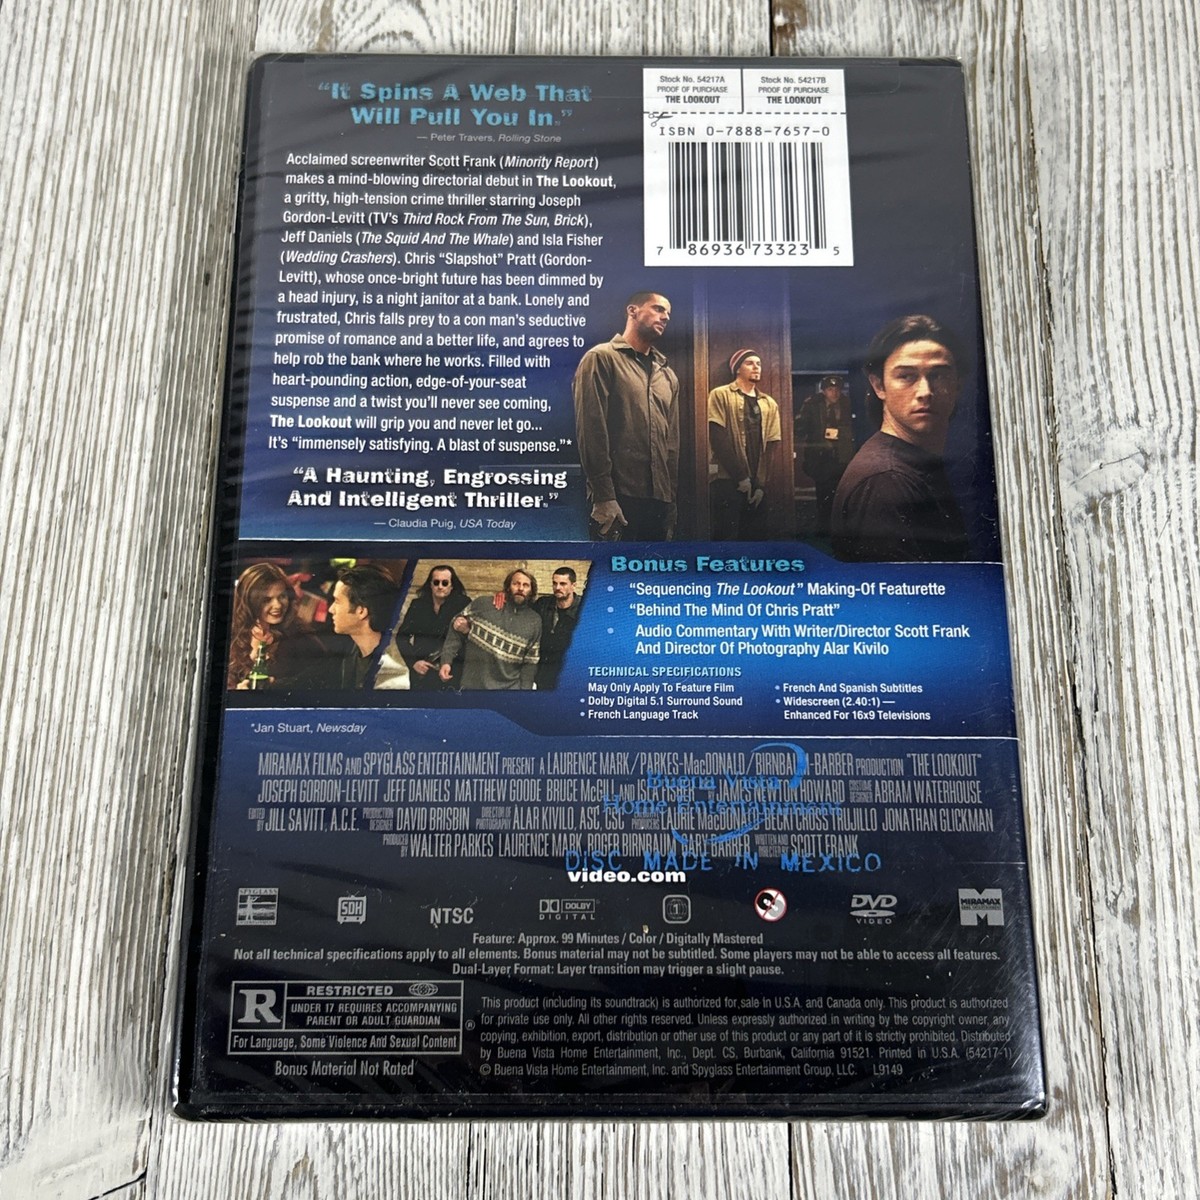 “It Spins A Web That
Will Pull You In.”
— Peter Travers, Rolling Stone
Acclaimed screenwriter Scott Frank (Minority Report)
makes a mind-blowing directorial debut in The Lookout,
a gritty, high-tension crime thriller starring Joseph
Gordon-Levitt (TV's Third Rock From The Sun, Brick),
Jeff Daniels (The Squid And The Whale) and Isla Fisher
(Wedding Crashers). Chris “Slapshot” Pratt (Gordon-
Levitt), whose once-bright future has been dimmed by
a head injury, is a night janitor at a bank. Lonely and
frustrated, Chris falls prey to a con man's seductive
promise of romance and a better life, and agrees to
help rob the bank where he works. Filled with
heart-pounding action, edge-of-your-seat
suspense and a twist you'll never see coming,
The Lookout will grip you and never let go...
It's “immensely satisfying. A blast of suspense.”*
“A Haunting, Engrossing
And Intelligent Thriller.”
— Claudia Puig, USA Today
Stock No. 54217A
PROOF OF PURCHASE
THE LOOKOUT
Stock No. 54217B
PROOF OF PURCHASE
THE LOOKOUT
ISBN 0-7888-7657-0
7 86936 73323 5
Bonus Features
• “Sequencing The Lookout” Making-Of Featurette
• “Behind The Mind Of Chris Pratt”
• Audio Commentary With Writer/Director Scott Frank
And Director Of Photography Alar Kivilo
TECHNICAL SPECIFICATIONS
May Only Apply To Feature Film
• Dolby Digital 5.1 Surround Sound
• French Language Track
• French And Spanish Subtitles
• Widescreen (2.40:1) —
Enhanced For 16x9 Televisions
*Jan Stuart, Newsday
MIRAMAX FILMS AND SPYGLASS ENTERTAINMENT PRESENT A LAURENCE MARK/PARKES-MacDONALD/BIRNBAUM-BARBER PRODUCTION "THE LOOKOUT"
JOSEPH GORDON-LEVITT JEFF DANIELS MATTHEW GOODE BRUCE McGILL AND ISLA FISHER BY JAMES NEWTON HOWARD COSTUME DESIGNER ABRAM WATERHOUSE
EDITED BY JILL SAVITT, A.C.E. PRODUCTION DESIGNER DAVID BRISBIN DIRECTOR OF PHOTOGRAPHY ALAR KIVILO, ASC, CSC PRODUCERS LAURIE MacDONALD BECKI CROSS TRUJILLO JONATHAN GLICKMAN
PRODUCED BY WALTER PARKES LAURENCE MARK ROGER BIRNBAUM GARY BARBER WRITTEN AND DIRECTED BY SCOTT FRANK
Buena Vista
Home Entertainment
DISC MADE IN MEXICO
video.com
SPYGLASS
SDH
NTSC
DOLBY
DIGITAL
1
DVD
VIDEO
MIRAMAX
Feature: Approx. 99 Minutes / Color / Digitally Mastered
Not all technical specifications apply to all elements. Bonus material may not be subtitled. Some players may not be able to access all features.
Dual-Layer Format: Layer transition may trigger a slight pause.
R RESTRICTED
UNDER 17 REQUIRES ACCOMPANYING
PARENT OR ADULT GUARDIAN
®
For Language, Some Violence And Sexual Content
Bonus Material Not Rated
This product (including its soundtrack) is authorized for sale in U.S.A. and Canada only. This product is authorized
for private use only. All other rights reserved. Unless expressly authorized in writing by the copyright owner, any
copying, exhibition, export, distribution or other use of this product or any part of it is strictly prohibited. Distributed
by Buena Vista Home Entertainment, Inc., Dept. CS, Burbank, California 91521. Printed in U.S.A. (54217-1)
© Buena Vista Home Entertainment, Inc. and Spyglass Entertainment Group, LLC. L9149